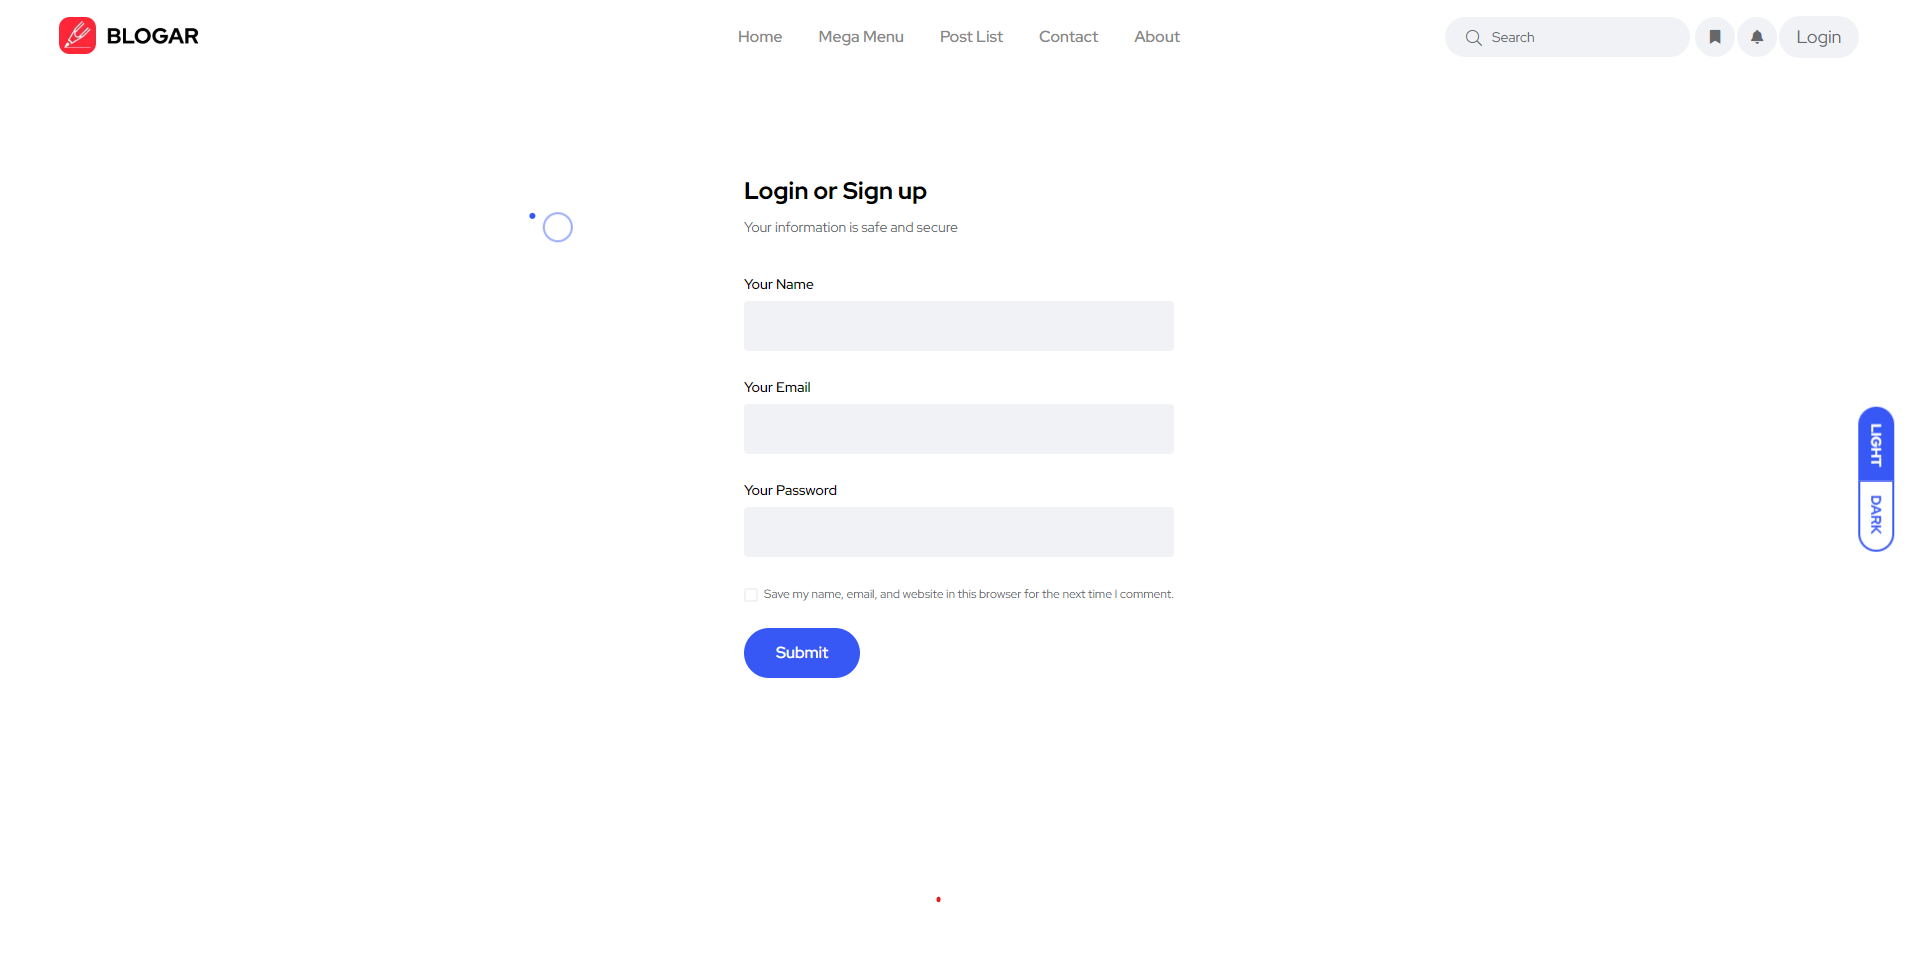 BLOGAR
Home Mega Menu Post List Contact About
Search
Login
Login or Sign up
Your information is safe and secure
Your Name
Your Email
Your Password
Save my name, email, and website in this browser for the next time I comment.
Submit
LIGHT
DARK